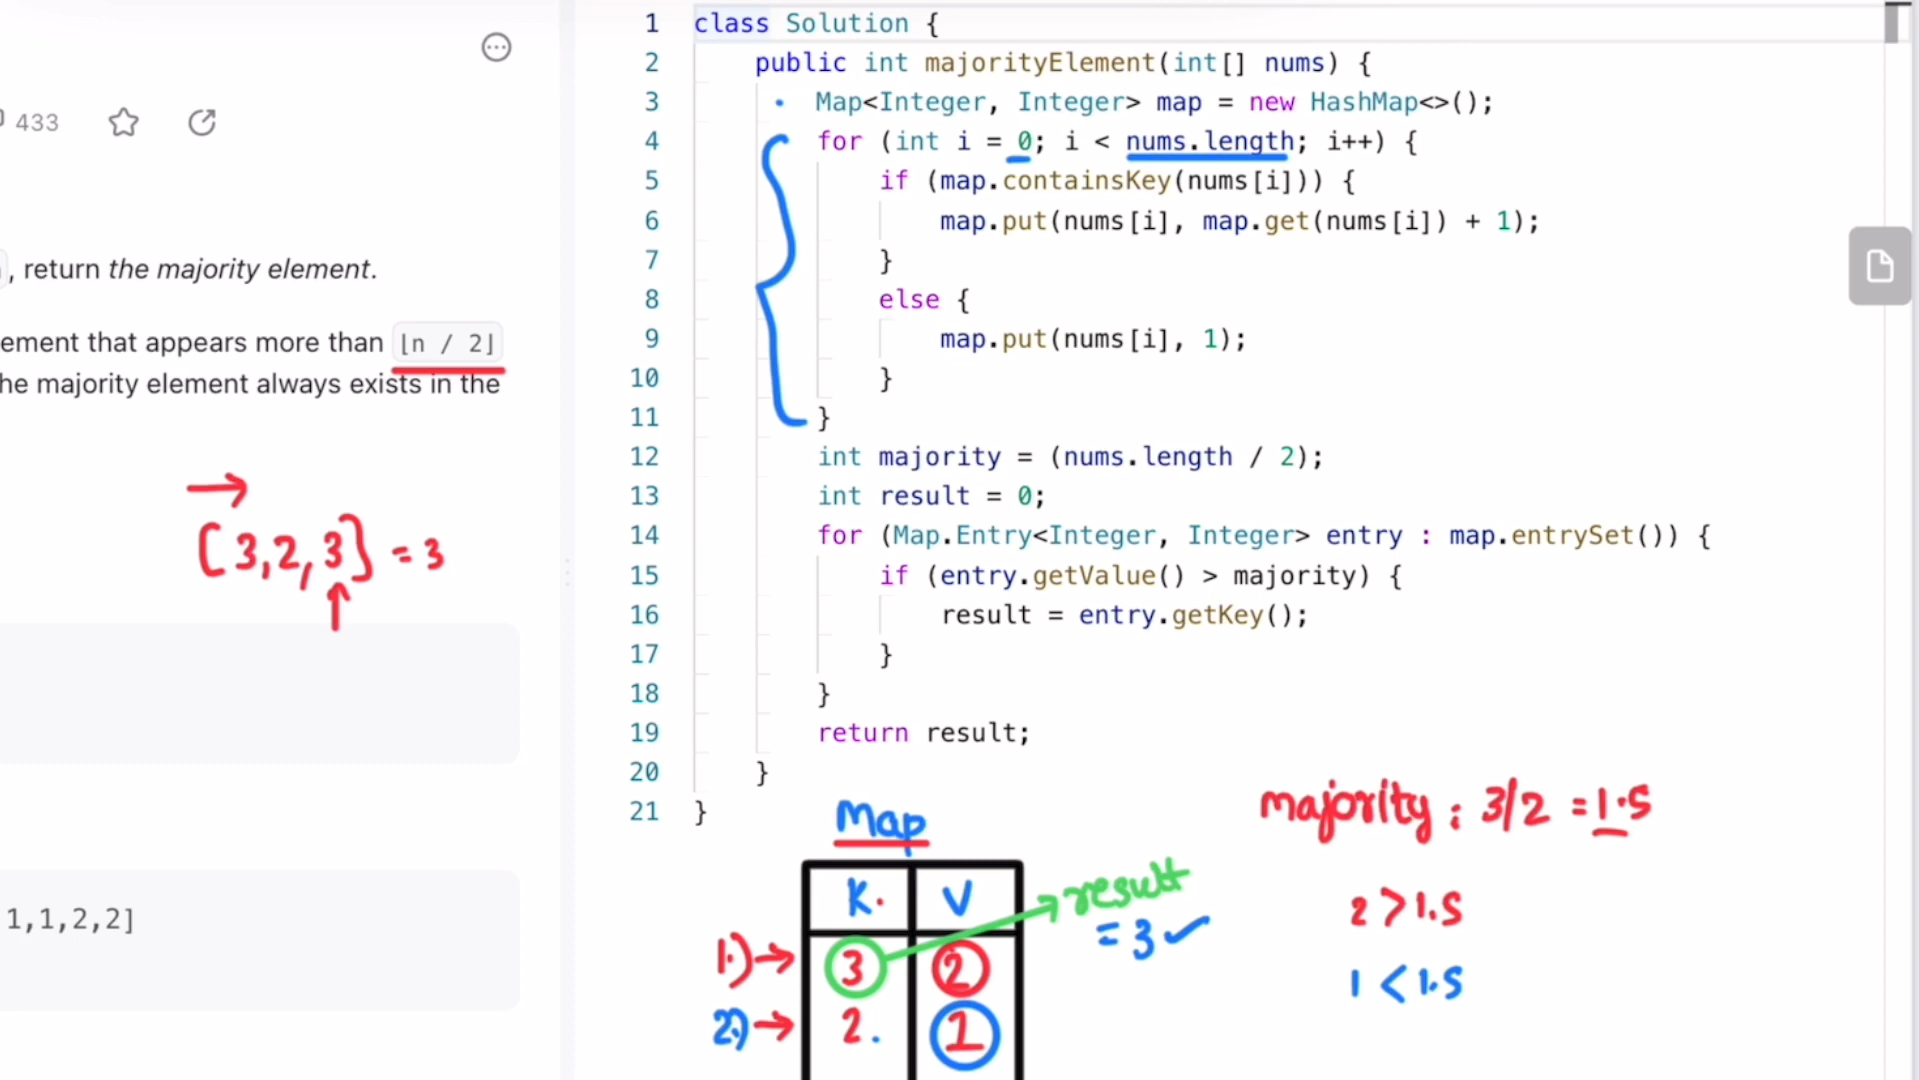 433
, return the majority element.
ement that appears more than ⌊n / 2⌋
he majority element always exists in the
[3,2,3] = 3
1,1,2,2]
1 class Solution {
2 public int majorityElement(int[] nums) {
3 Map<Integer, Integer> map = new HashMap<>();
4 for (int i = 0; i < nums.length; i++) {
5 if (map.containsKey(nums[i])) {
6 map.put(nums[i], map.get(nums[i]) + 1);
7 }
8 else {
9 map.put(nums[i], 1);
10 }
11 }
12 int majority = (nums.length / 2);
13 int result = 0;
14 for (Map.Entry<Integer, Integer> entry : map.entrySet()) {
15 if (entry.getValue() > majority) {
16 result = entry.getKey();
17 }
18 }
19 return result;
20 }
21 }
Map
K. V
1.)→ 3 2
2.)→ 2. 1
result
= 3 ✓
majority : 3/2 = 1.5
2 > 1.5
1 < 1.5